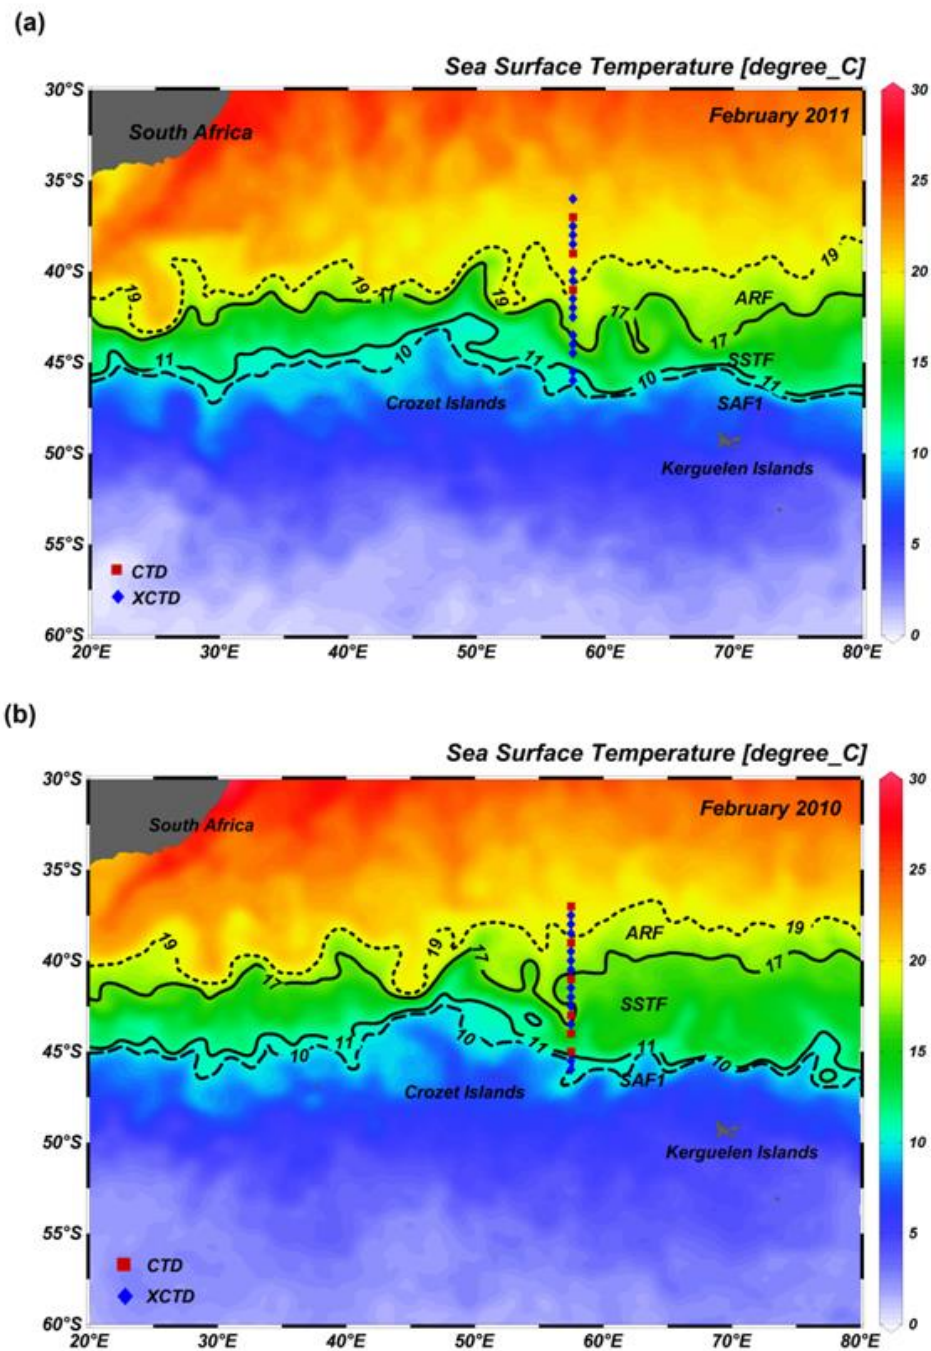 (a)
Sea Surface Temperature [degree_C]
30°S
South Africa
February 2011
30
35°S
25
40°S
19
19
17
19
19
ARF
20
17
17
45°S
11
10
11
10
SSTF
11
15
Crozet Islands
SAF1
50°S
Kerguelen Islands
10
55°S
CTD
5
XCTD
60°S
0
20°E 30°E 40°E 50°E 60°E 70°E 80°E
(b)
Sea Surface Temperature [degree_C]
30°S
South Africa
February 2010
30
35°S
25
40°S
19
19
17
17
ARF
19
17
20
SSTF
45°S
10
11
10
11
11
10
15
Crozet Islands
SAF1
50°S
Kerguelen Islands
10
55°S
CTD
5
XCTD
60°S
0
20°E 30°E 40°E 50°E 60°E 70°E 80°E